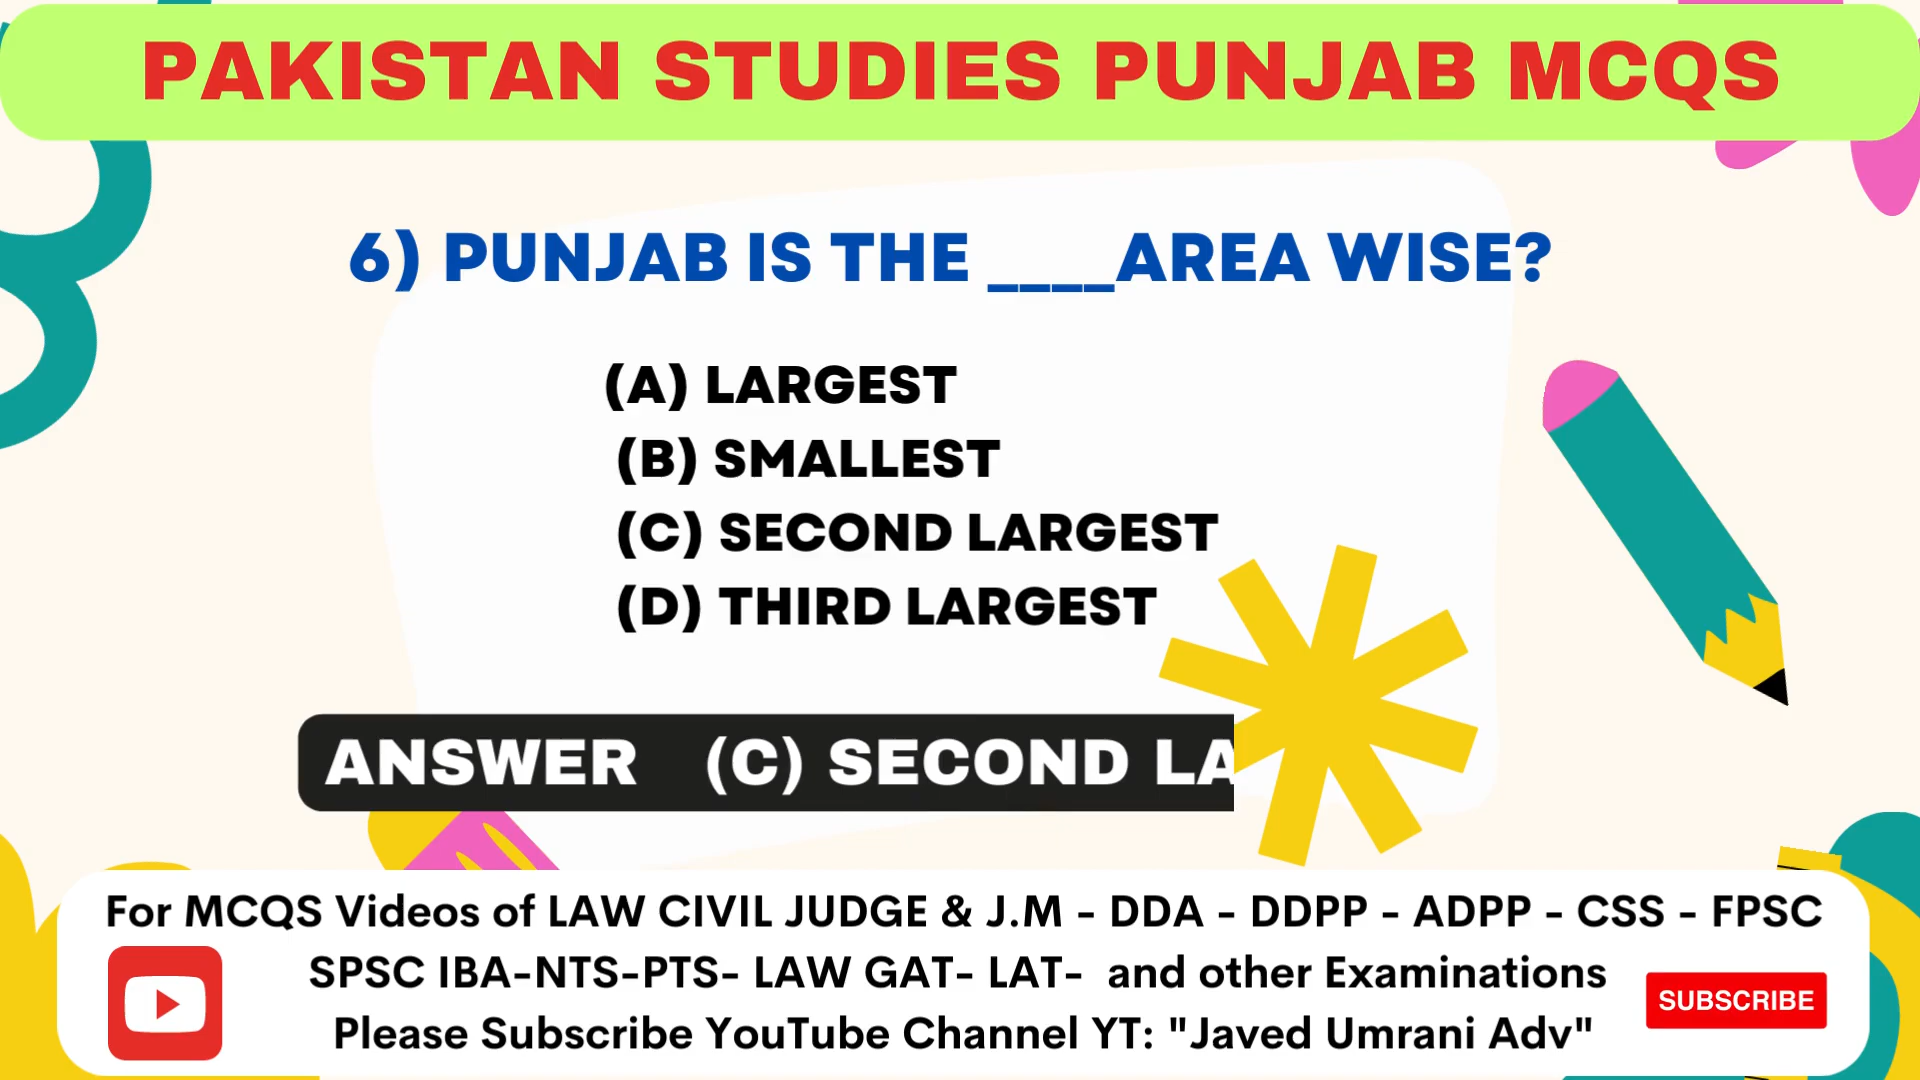 PAKISTAN STUDIES PUNJAB MCQS
6) PUNJAB IS THE ____AREA WISE?
(A) LARGEST
(B) SMALLEST
(C) SECOND LARGEST
(D) THIRD LARGEST
ANSWER (C) SECOND LA
For MCQS Videos of LAW CIVIL JUDGE & J.M - DDA - DDPP - ADPP - CSS - FPSC
SPSC IBA-NTS-PTS- LAW GAT- LAT- and other Examinations
SUBSCRIBE
Please Subscribe YouTube Channel YT: "Javed Umrani Adv"